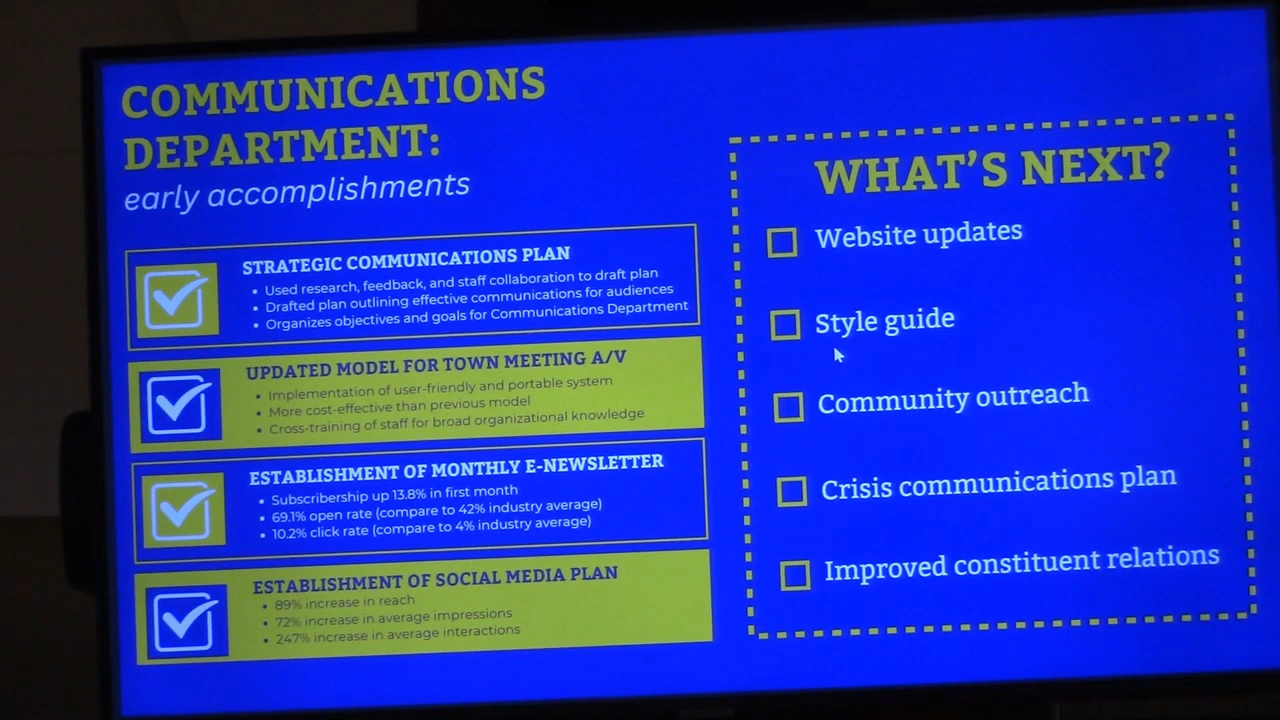 COMMUNICATIONS
DEPARTMENT:
early accomplishments
STRATEGIC COMMUNICATIONS PLAN
• Used research, feedback, and staff collaboration to draft plan
• Drafted plan outlining effective communications for audiences
• Organizes objectives and goals for Communications Department
UPDATED MODEL FOR TOWN MEETING A/V
• Implementation of user-friendly and portable system
• More cost-effective than previous model
• Cross-training of staff for broad organizational knowledge
ESTABLISHMENT OF MONTHLY E-NEWSLETTER
• Subscribership up 13.8% in first month
• 69.1% open rate (compare to 42% industry average)
• 10.2% click rate (compare to 4% industry average)
ESTABLISHMENT OF SOCIAL MEDIA PLAN
• 89% increase in reach
• 72% increase in average impressions
• 247% increase in average interactions
WHAT'S NEXT?
Website updates
Style guide
Community outreach
Crisis communications plan
Improved constituent relations